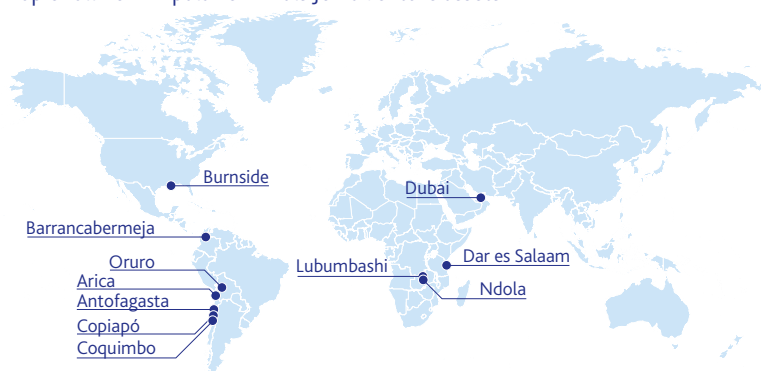 Burnside
Dubai
Barrancabermeja
Dar es Salaam
Oruro
Lubumbashi
Arica
Ndola
Antofagasta
Copiapó
Coquimbo